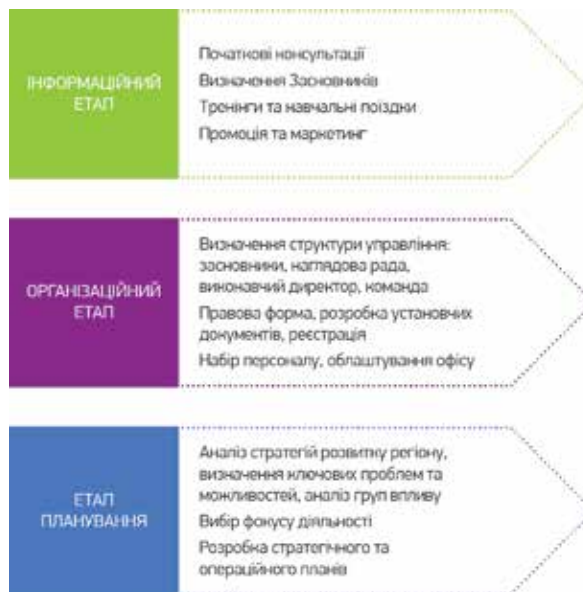 ІНФОРМАЦІЙНИЙ
ЕТАП
Початкові консультації
Визначення Засновників
Тренінги та навчальні поїздки
Промоція та маркетинг
ОРГАНІЗАЦІЙНИЙ
ЕТАП
Визначення структури управління:
засновники, наглядова рада,
виконавчий директор, команда
Правова форма, розробка установчих
документів, реєстрація
Набір персоналу, облаштування офісу
ЕТАП
ПЛАНУВАННЯ
Аналіз стратегій розвитку регіону,
визначення ключових проблем та
можливостей, аналіз груп впливу
Вибір фокусу діяльності
Розробка стратегічного та
операційного планів